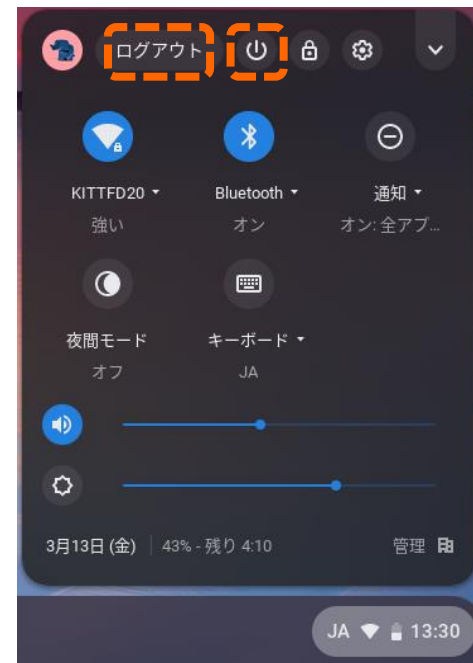 ログアウト
KITTFD20 Bluetooth 通知
強い オン オン: 全アプ...
夜間モード キーボード
オフ JA
3月13日 (金) 43% - 残り 4:10 管理
JA 13:30